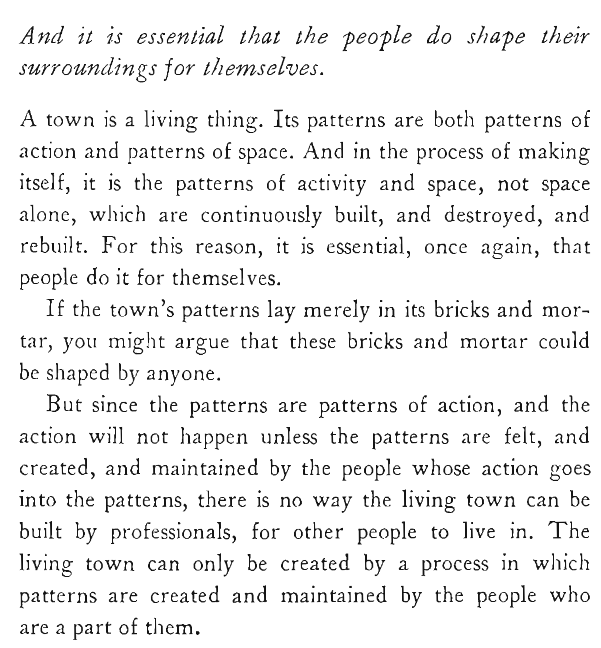 And it is essential that the people do shape their
surroundings for themselves.
A town is a living thing. Its patterns are both patterns of
action and patterns of space. And in the process of making
itself, it is the patterns of activity and space, not space
alone, which are continuously built, and destroyed, and
rebuilt. For this reason, it is essential, once again, that
people do it for themselves.
If the town's patterns lay merely in its bricks and mor-
tar, you might argue that these bricks and mortar could
be shaped by anyone.
But since the patterns are patterns of action, and the
action will not happen unless the patterns are felt, and
created, and maintained by the people whose action goes
into the patterns, there is no way the living town can be
built by professionals, for other people to live in. The
living town can only be created by a process in which
patterns are created and maintained by the people who
are a part of them.